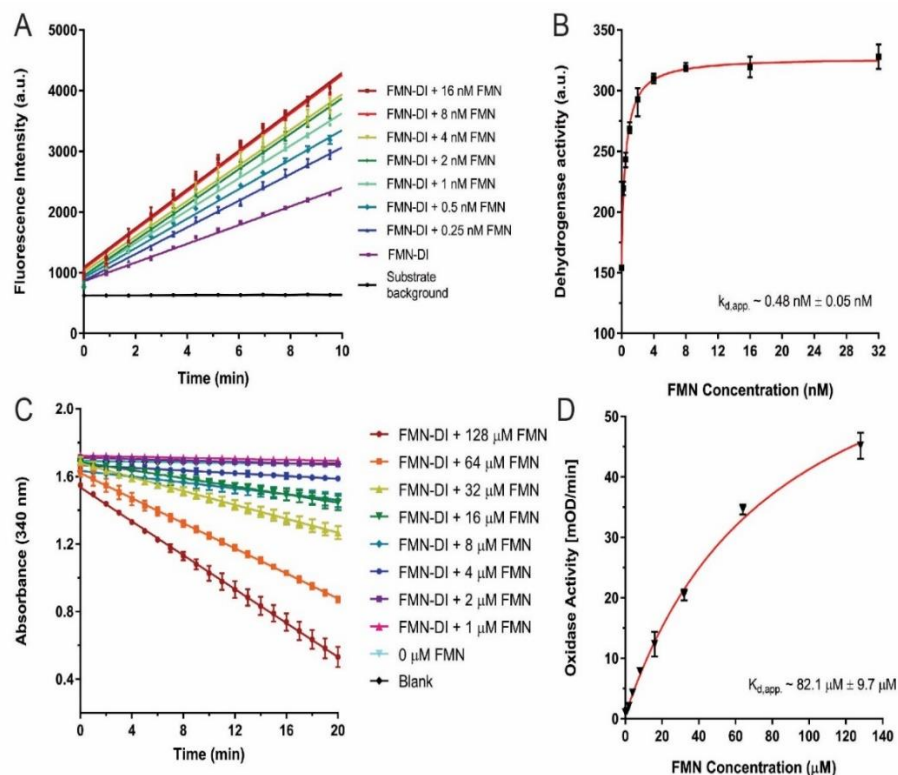 A
Fluorescence Intensity (a.u.)
5000
4000
3000
2000
1000
0
0 2 4 6 8 10
Time (min)
FMN-DI + 16 nM FMN
FMN-DI + 8 nM FMN
FMN-DI + 4 nM FMN
FMN-DI + 2 nM FMN
FMN-DI + 1 nM FMN
FMN-DI + 0.5 nM FMN
FMN-DI + 0.25 nM FMN
FMN-DI
Substrate
background
B
Dehydrogenase activity (a.u.)
350
300
250
200
150
100
0 4 8 12 16 20 24 28 32
FMN Concentration (nM)
kd,app. ~ 0.48 nM ± 0.05 nM
C
Absorbance (340 nm)
2.0
1.6
1.2
0.8
0.4
0 4 8 12 16 20
Time (min)
FMN-DI + 128 μM FMN
FMN-DI + 64 μM FMN
FMN-DI + 32 μM FMN
FMN-DI + 16 μM FMN
FMN-DI + 8 μM FMN
FMN-DI + 4 μM FMN
FMN-DI + 2 μM FMN
FMN-DI + 1 μM FMN
0 μM FMN
Blank
D
Oxidase Activity [mOD/min]
50
40
30
20
10
0
0 20 40 60 80 100 120 140
FMN Concentration (μM)
Kd,app. ~ 82.1 μM ± 9.7 μM